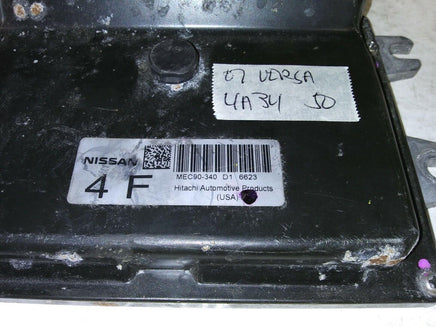 07 VERSA
4A34 50
NISSAN
MEC90-340 D1 6623
4 F
Hitachi Automotive Products
(USA)